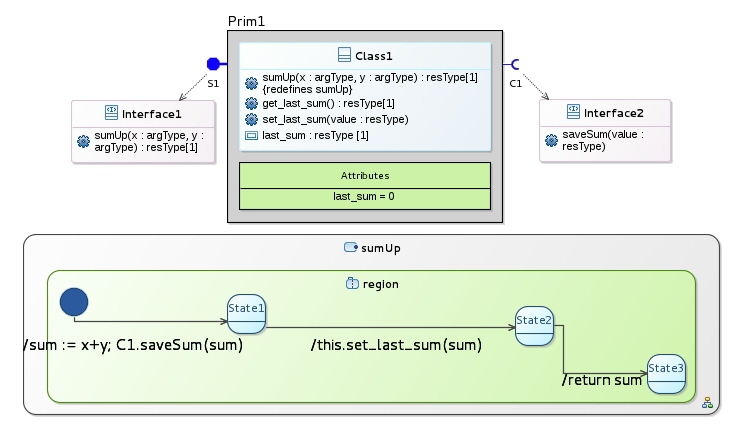 Prim1
S1
C1
Class1
sumUp(x : argType, y : argType) : resType[1]
{redefines sumUp}
get_last_sum() : resType[1]
set_last_sum(value : resType)
last_sum : resType [1]
Attributes
last_sum = 0
Interface1
sumUp(x : argType, y :
argType) : resType[1]
Interface2
saveSum(value :
resType)
sumUp
region
State1
State2
State3
/sum := x+y; C1.saveSum(sum)
/this.set_last_sum(sum)
/return sum